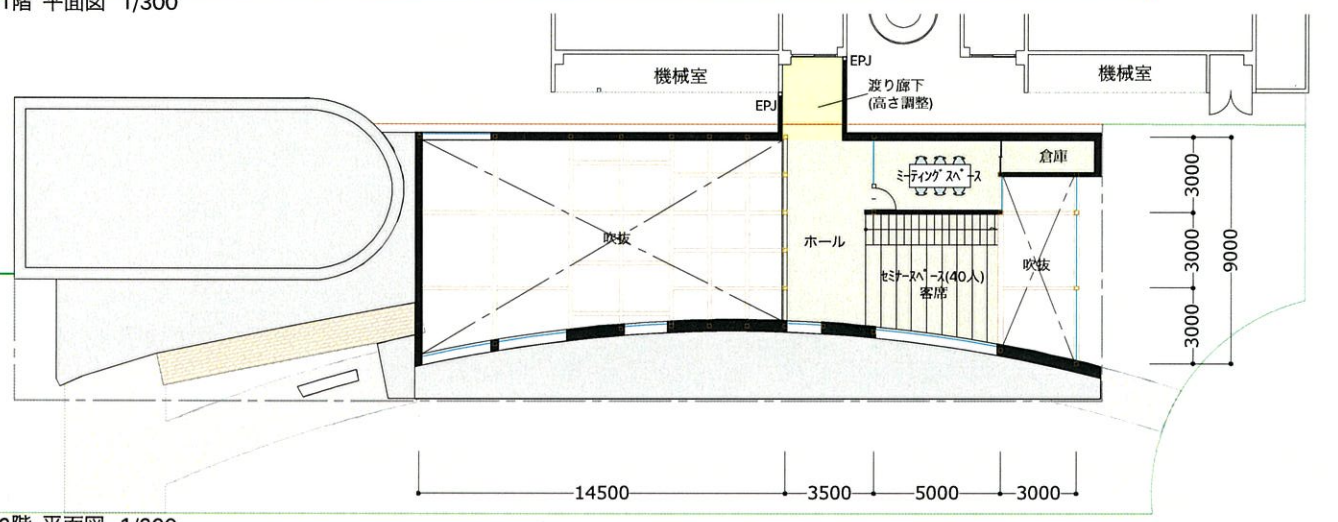 1階 平面図 1/300
機械室
EPJ
機械室
渡り廊下
(高さ調整)
EPJ
倉庫
ミーティングスペース
吹抜
ホール
吹抜
セミナースペース(40人)
客席
3000
3000
3000
9000
14500
3500
5000
3000
階 平面図